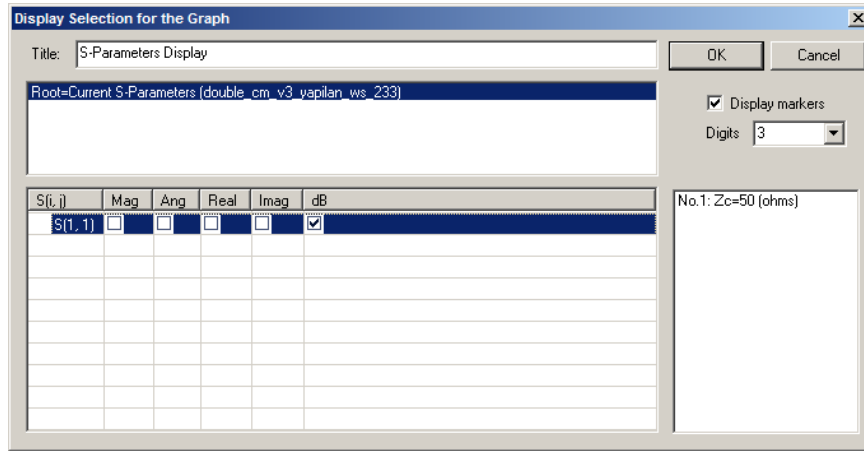 Display Selection for the Graph
Title: S-Parameters Display
OK Cancel
Root=Current S-Parameters (double_cm_v3_yapilan_ws_233)
Display markers
Digits 3
S(i, j) Mag Ang Real Imag dB
S(1, 1)
No.1: Zc=50 (ohms)